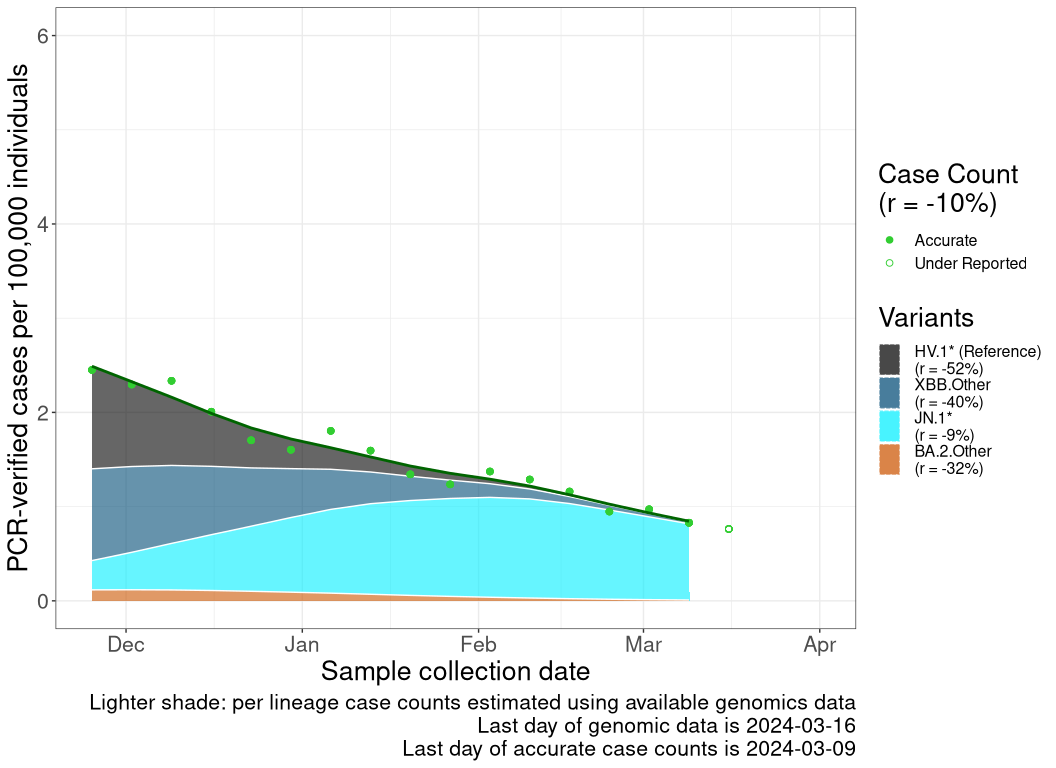 PCR-verified cases per 100,000 individuals
6
4
2
0
Dec
Jan
Feb
Mar
Apr
Sample collection date
Lighter shade: per lineage case counts estimated using available genomics data
Last day of genomic data is 2024-03-16
Last day of accurate case counts is 2024-03-09
Case Count
(r = -10%)
Accurate
Under Reported
Variants
HV.1* (Reference)
(r = -52%)
XBB.Other
(r = -40%)
JN.1*
(r = -9%)
BA.2.Other
(r = -32%)